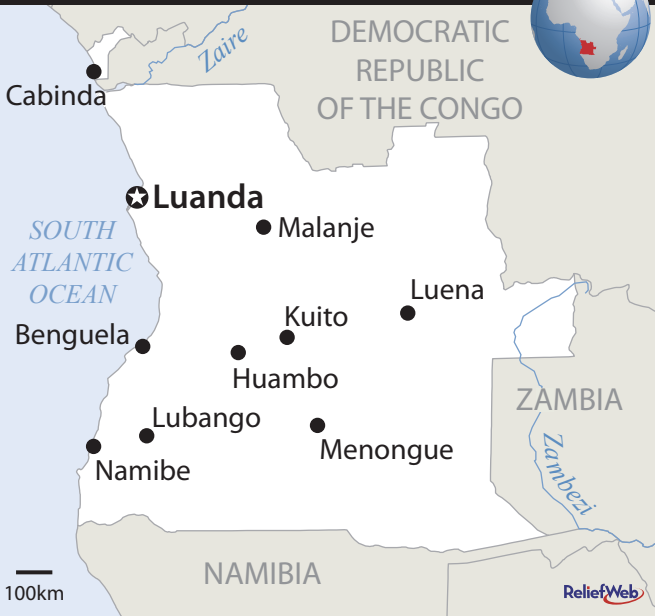 Zaire
DEMOCRATIC
REPUBLIC
OF THE CONGO
Cabinda
Luanda
Malanje
SOUTH
ATLANTIC
OCEAN
Luena
Kuito
Benguela
Huambo
ZAMBIA
Lubango
Menongue
Namibe
Zambezi
NAMIBIA
100km
ReliefWeb